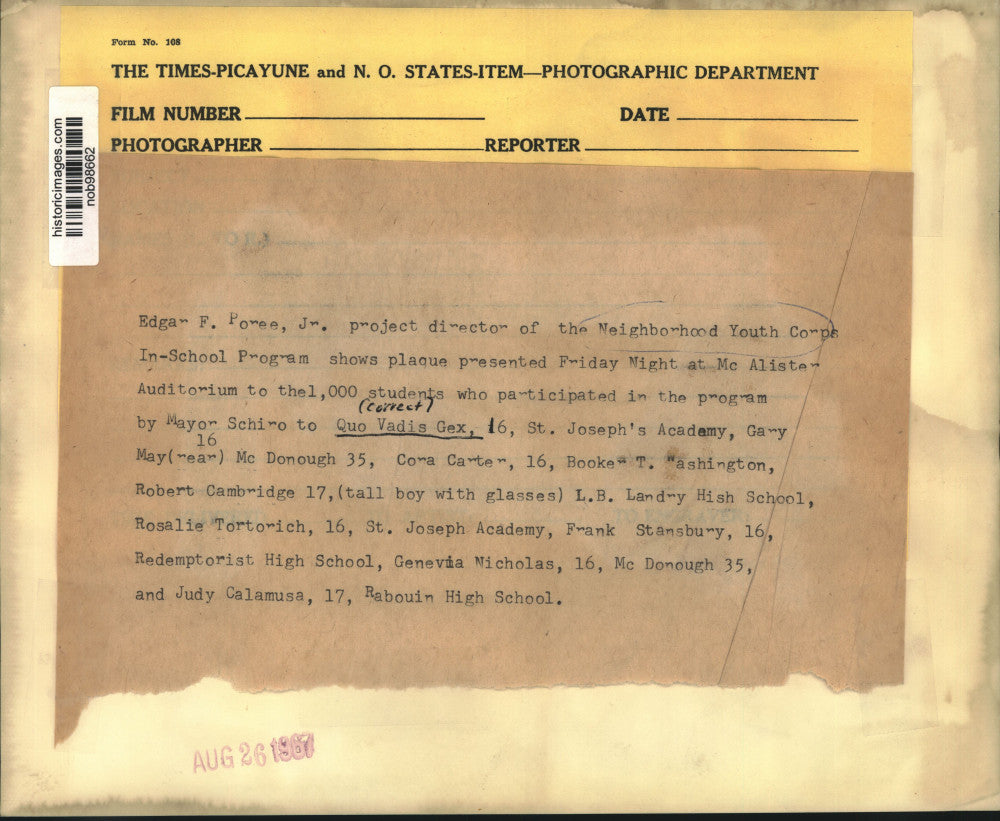 Form No. 108
THE TIMES-PICAYUNE and N. O. STATES-ITEM—PHOTOGRAPHIC DEPARTMENT
FILM NUMBER
DATE
PHOTOGRAPHER
REPORTER
historicimages.com
nob98662
Edgar F. Poree, Jr. project director of the Neighborhood Youth Corps
In-School Program shows plaque presented Friday Night at Mc Alister
Auditorium to the1,000 students who participated in the program
(correct)
by Mayor Schiro to Quo Vadis Gex, 16, St. Joseph's Academy, Gary
16
May(rear) Mc Donough 35, Cora Carter, 16, Booker T. Washington,
Robert Cambridge 17,(tall boy with glasses) L.B. Landry Hish School,
Rosalie Tortorich, 16, St. Joseph Academy, Frank Stansbury, 16,
Redemptorist High School, Genevia Nicholas, 16, Mc Donough 35,
and Judy Calamusa, 17, Rabouin High School.
AUG 26 1967